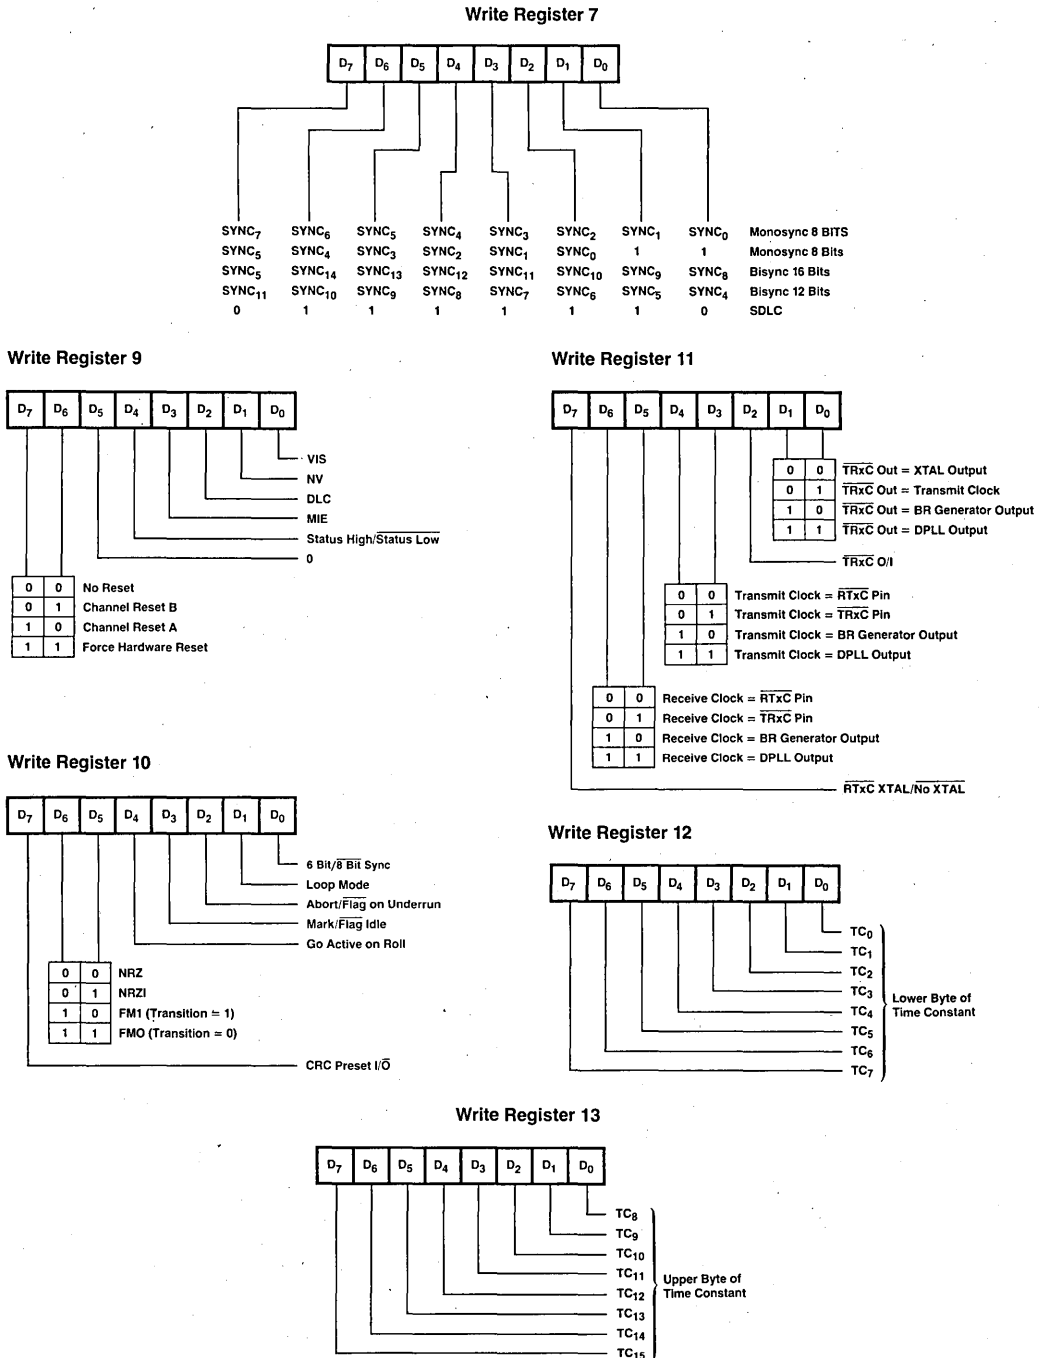 Write Register 7
D7 D6 D5 D4 D3 D2 D1 D0
SYNC7 SYNC6 SYNC5 SYNC4 SYNC3 SYNC2 SYNC1 SYNC0 Monosync 8 BITS
SYNC5 SYNC4 SYNC3 SYNC2 SYNC1 SYNC0 1 1 Monosync 8 Bits
SYNC5 SYNC14 SYNC13 SYNC12 SYNC11 SYNC10 SYNC9 SYNC8 Bisync 16 Bits
SYNC11 SYNC10 SYNC9 SYNC8 SYNC7 SYNC6 SYNC5 SYNC4 Bisync 12 Bits
0 1 1 1 1 1 1 0 SDLC
Write Register 9
D7 D6 D5 D4 D3 D2 D1 D0
VIS
NV
DLC
MIE
Status High/Status Low
0
0 0 No Reset
0 1 Channel Reset B
1 0 Channel Reset A
1 1 Force Hardware Reset
Write Register 10
D7 D6 D5 D4 D3 D2 D1 D0
6 Bit/8 Bit Sync
Loop Mode
Abort/Flag on Underrun
Mark/Flag Idle
Go Active on Roll
0 0 NRZ
0 1 NRZI
1 0 FM1 (Transition = 1)
1 1 FMO (Transition = 0)
CRC Preset I/O
Write Register 11
D7 D6 D5 D4 D3 D2 D1 D0
0 0 TRxC Out = XTAL Output
0 1 TRxC Out = Transmit Clock
1 0 TRxC Out = BR Generator Output
1 1 TRxC Out = DPLL Output
TRxC O/I
0 0 Transmit Clock = RTxC Pin
0 1 Transmit Clock = TRxC Pin
1 0 Transmit Clock = BR Generator Output
1 1 Transmit Clock = DPLL Output
0 0 Receive Clock = RTxC Pin
0 1 Receive Clock = TRxC Pin
1 0 Receive Clock = BR Generator Output
1 1 Receive Clock = DPLL Output
RTxC XTAL/No XTAL
Write Register 12
D7 D6 D5 D4 D3 D2 D1 D0
TC0
TC1
TC2
TC3
TC4
TC5
TC6
TC7
Lower Byte of
Time Constant
Write Register 13
D7 D6 D5 D4 D3 D2 D1 D0
TC8
TC9
TC10
TC11
TC12
TC13
TC14
TC15
Upper Byte of
Time Constant